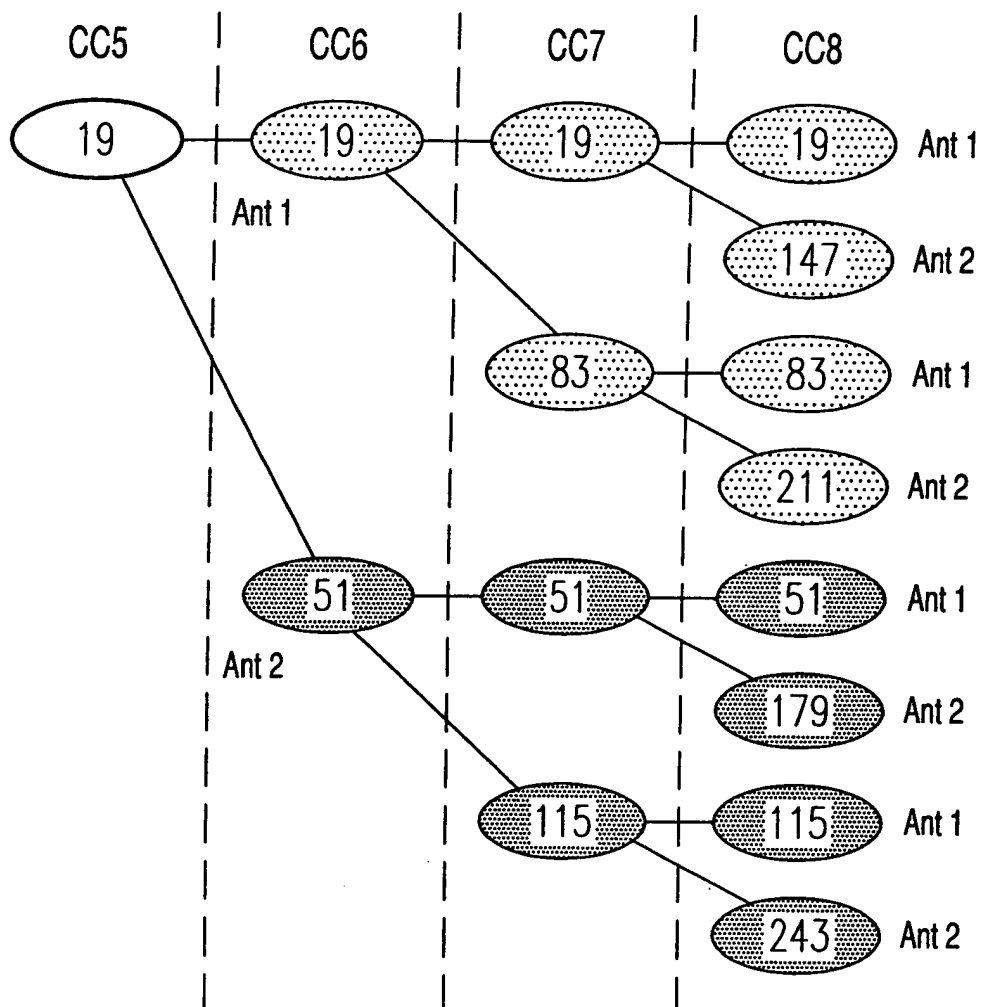 CC5 CC6 CC7 CC8
19 19 19 19 Ant 1
Ant 1
147 Ant 2
83 83 Ant 1
211 Ant 2
51 51 51 Ant 1
Ant 2
179 Ant 2
115 115 Ant 1
243 Ant 2